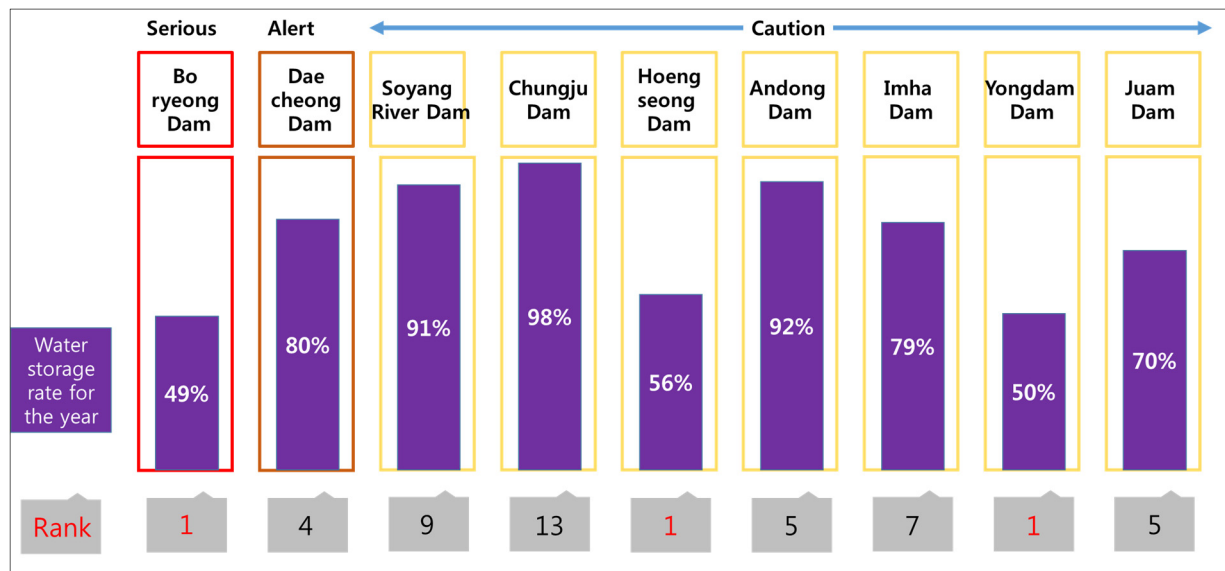 Serious
Alert
Caution
Bo
ryeong
Dam
Dae
cheong
Dam
Soyang
River Dam
Chungju
Dam
Hoeng
seong
Dam
Andong
Dam
Imha
Dam
Yongdam
Dam
Juam
Dam
Water
storage
rate for
the year
49%
80%
91%
98%
56%
92%
79%
50%
70%
Rank
1
4
9
13
1
5
7
1
5